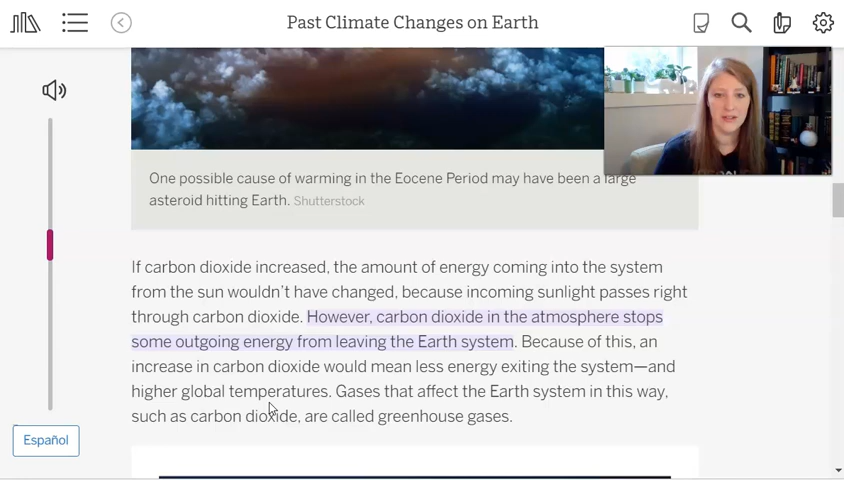 Past Climate Changes on Earth
One possible cause of warming in the Eocene Period may have been a large
asteroid hitting Earth. Shutterstock
If carbon dioxide increased, the amount of energy coming into the system
from the sun wouldn't have changed, because incoming sunlight passes right
through carbon dioxide. However, carbon dioxide in the atmosphere stops
some outgoing energy from leaving the Earth system. Because of this, an
increase in carbon dioxide would mean less energy exiting the system—and
higher global temperatures. Gases that affect the Earth system in this way,
such as carbon dioxide, are called greenhouse gases.
Español